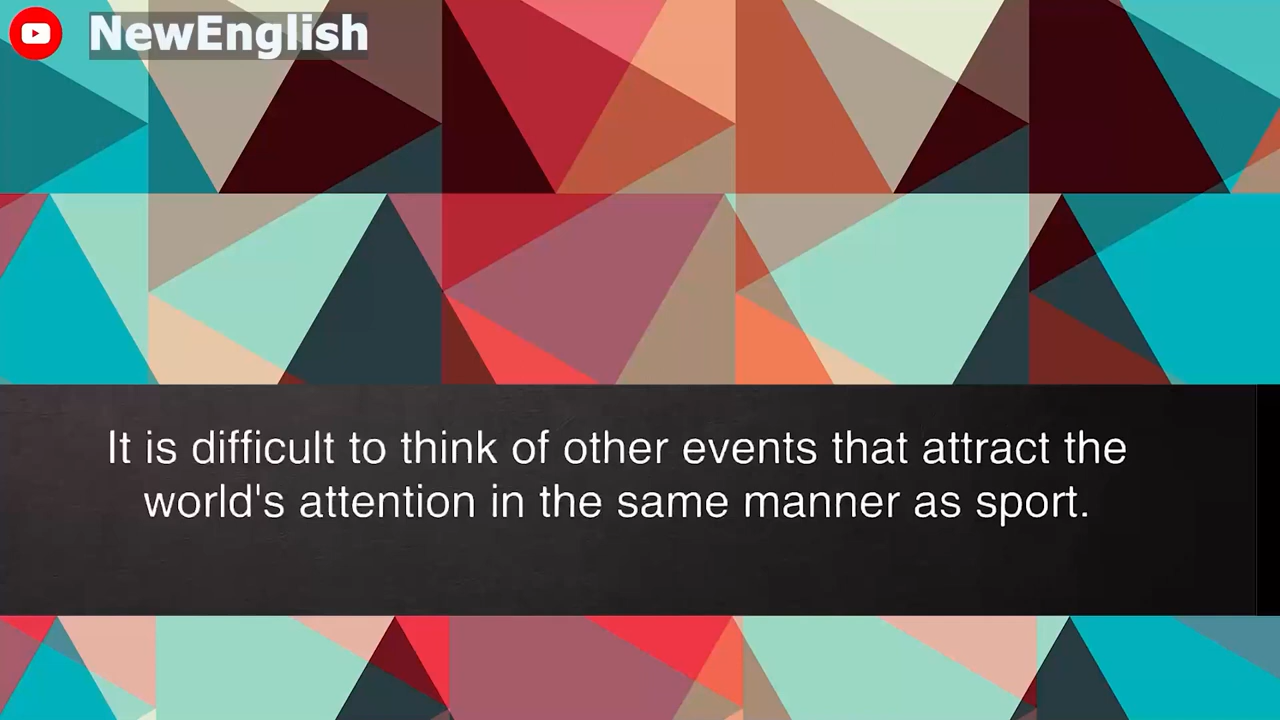 NewEnglish
It is difficult to think of other events that attract the
world's attention in the same manner as sport.